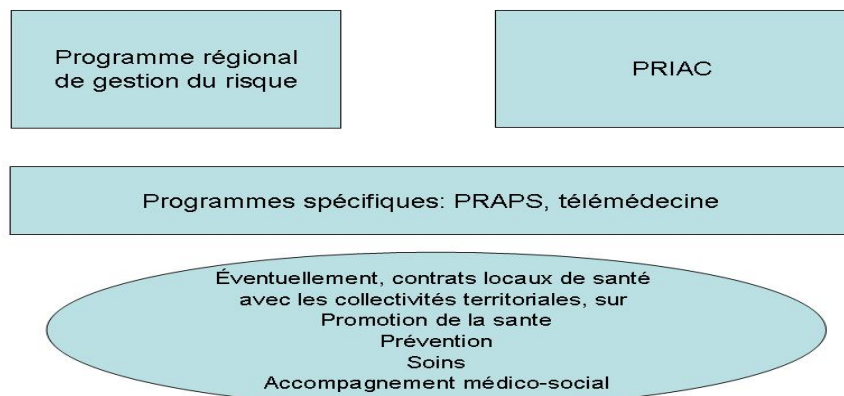 Programme régional
de gestion du risque
PRIAC
Programmes spécifiques: PRAPS, télémédecine
Éventuellement, contrats locaux de santé
avec les collectivités territoriales, sur
Promotion de la sante
Prévention
Soins
Accompagnement médico-social